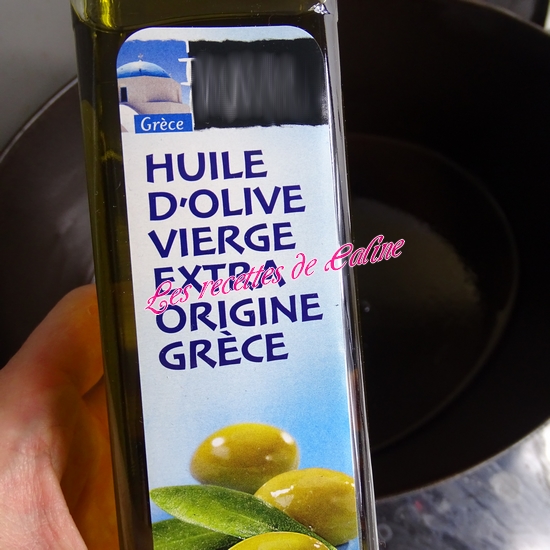 Grèce
HUILE
D'OLIVE
VIERGE
EXTRA
Les recettes de Caline
ORIGINE
GRÈCE